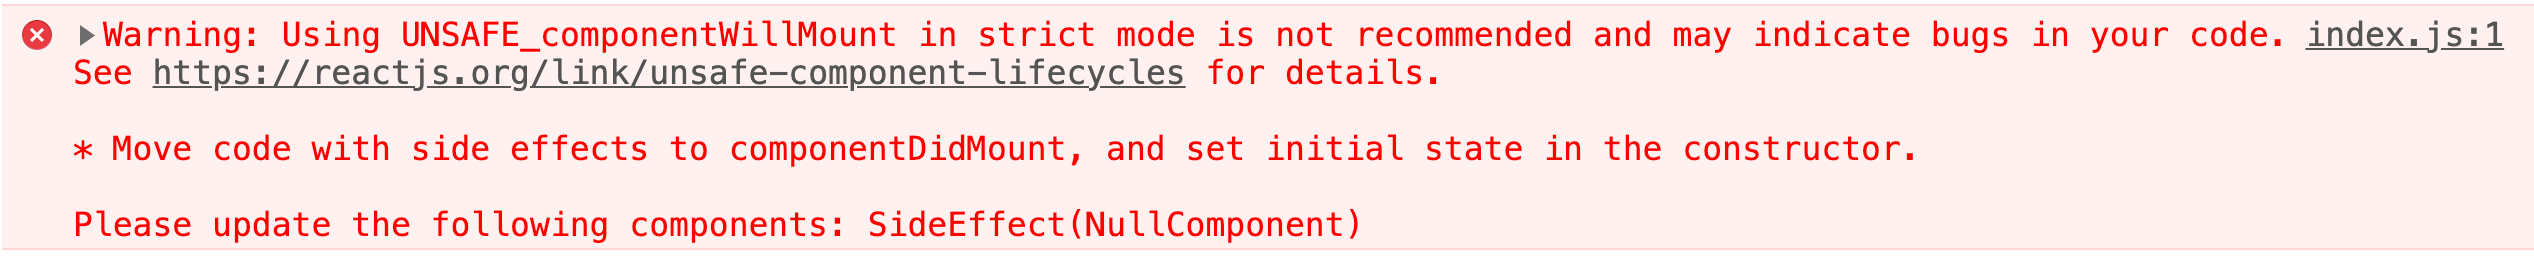 Warning: Using UNSAFE_componentWillMount in strict mode is not recommended and may indicate bugs in your code. index.js:1
See https://reactjs.org/link/unsafe-component-lifecycles for details.
* Move code with side effects to componentDidMount, and set initial state in the constructor.
Please update the following components: SideEffect(NullComponent)